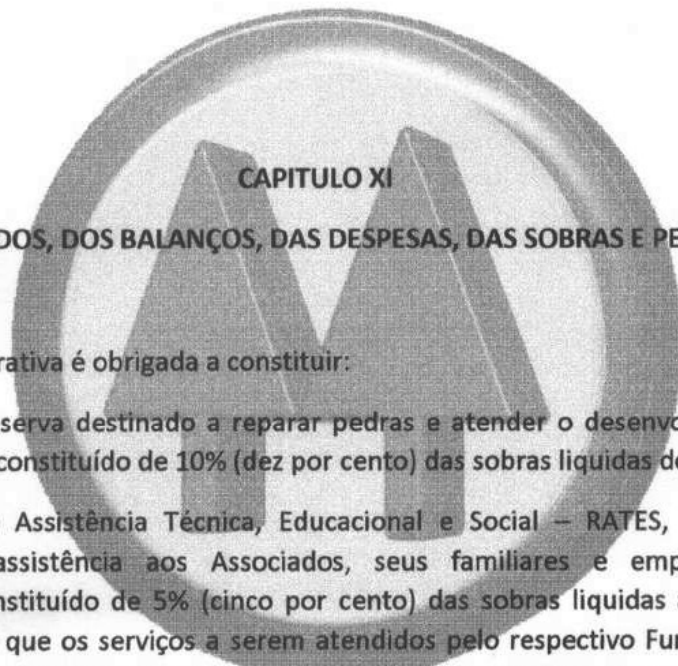 CAPITULO XI
DOS, DOS BALANÇOS, DAS DESPESAS, DAS SOBRAS E PE
rativa é obrigada a constituir:
serva destinado a reparar pedras e atender o desenvo
constituído de 10% (dez por cento) das sobras liquidas d
Assistência Técnica, Educacional e Social – RATES,
assistência aos Associados, seus familiares e emp
nstituído de 5% (cinco por cento) das sobras liquidas
que os serviços a serem atendidos pelo respectivo Fu